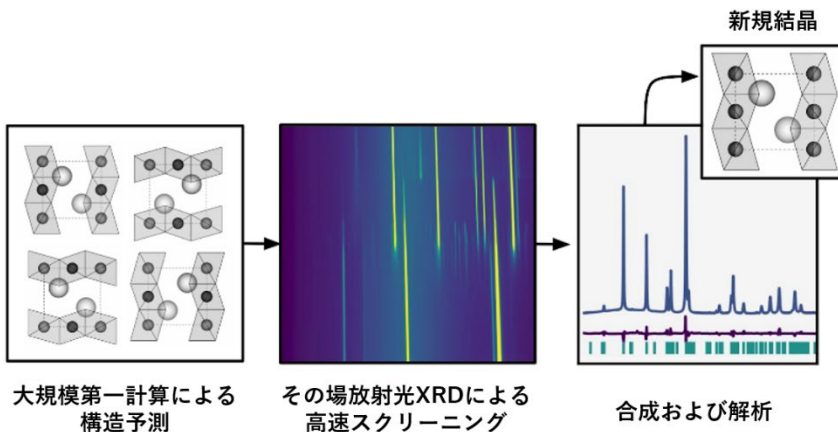 新規結晶
大規模第一計算による
構造予測
その場放射光XRDによる
高速スクリーニング
合成および解析